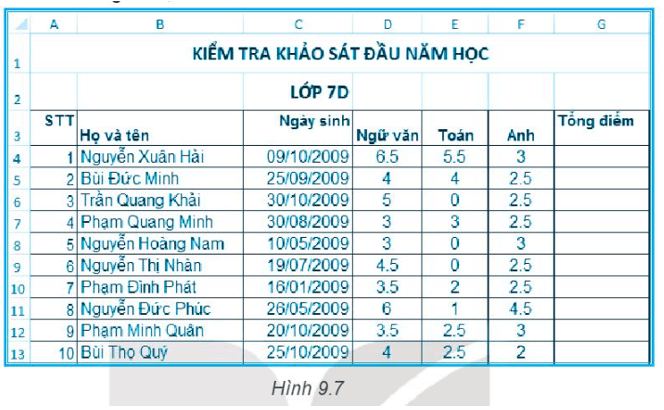 A B C D E F G
1 KIỂM TRA KHẢO SÁT ĐẦU NĂM HỌC
2 LỚP 7D
3 STT Họ và tên Ngày sinh Ngữ văn Toán Anh Tổng điểm
4 1 Nguyễn Xuân Hải 09/10/2009 6.5 5.5 3
5 2 Bùi Đức Minh 25/09/2009 4 4 2.5
6 3 Trần Quang Khải 30/10/2009 5 0 2.5
7 4 Phạm Quang Minh 30/08/2009 3 3 2.5
8 5 Nguyễn Hoàng Nam 10/05/2009 3 0 3
9 6 Nguyễn Thị Nhàn 19/07/2009 4.5 0 2.5
10 7 Phạm Đình Phát 16/01/2009 3.5 2 2.5
11 8 Nguyễn Đức Phúc 26/05/2009 6 1 4.5
12 9 Phạm Minh Quân 20/10/2009 3.5 2.5 3
13 10 Bùi Thọ Quý 25/10/2009 4 2.5 2
Hình 9.7